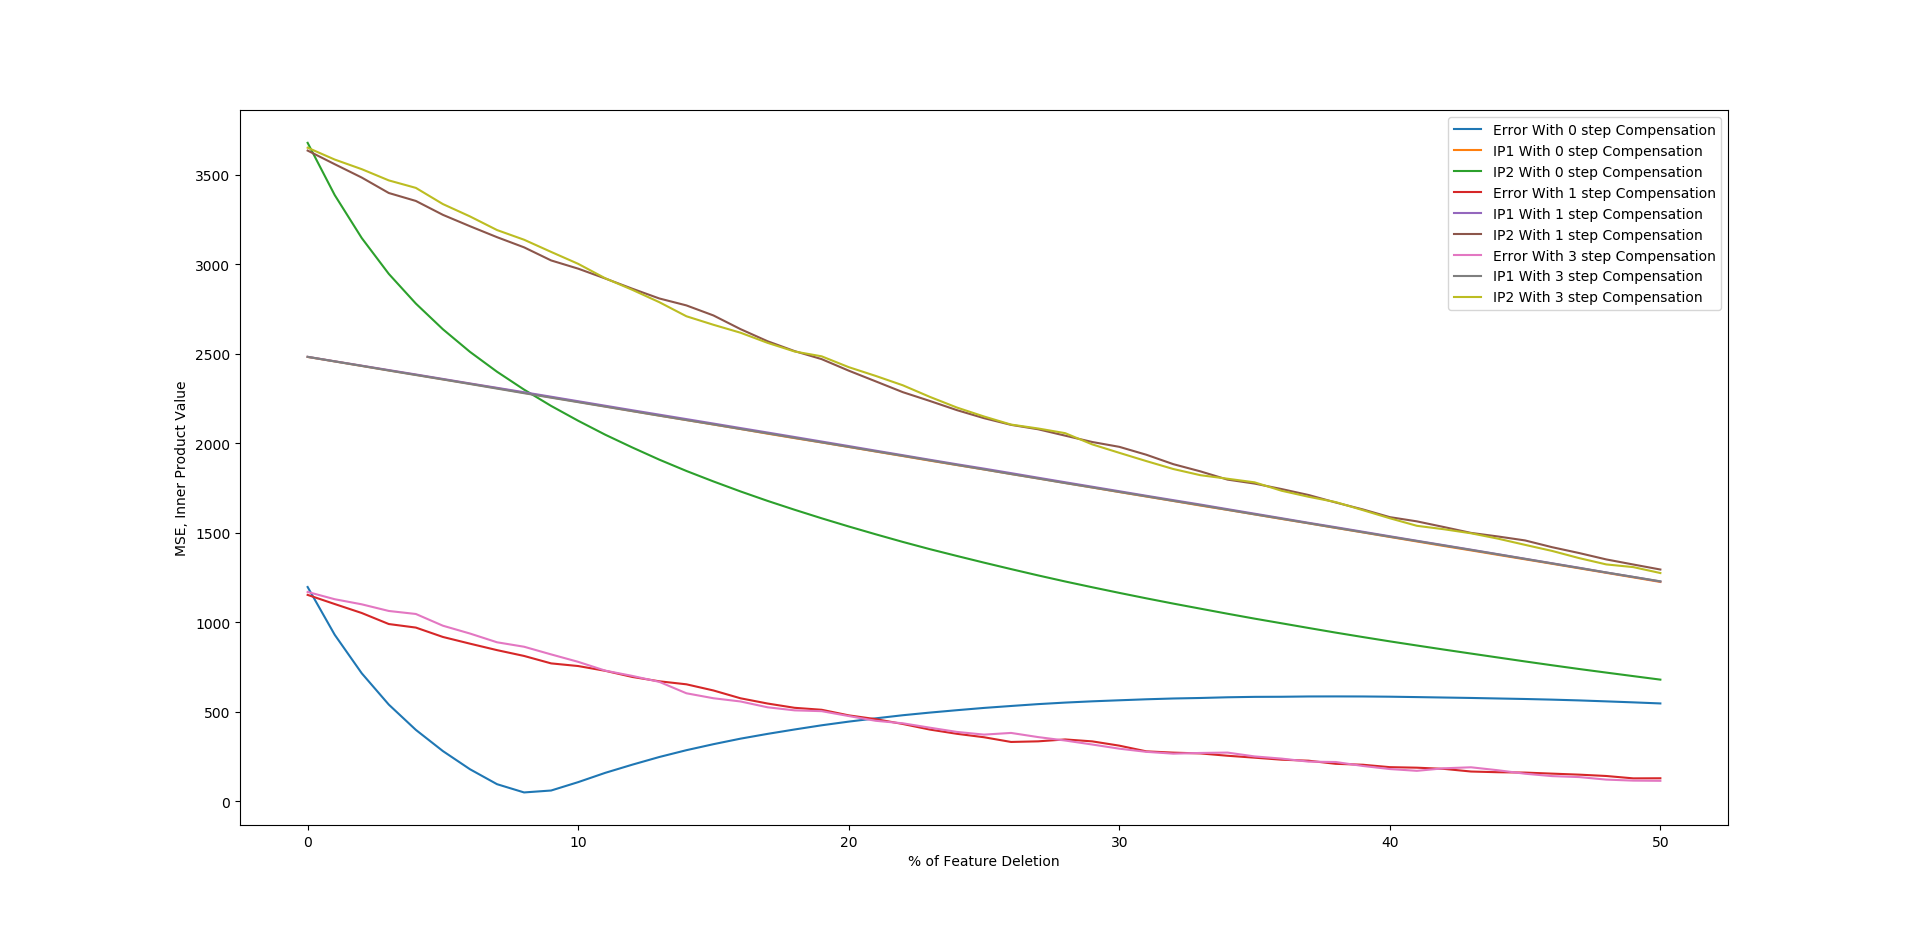 Error With 0 step Compensation
IP1 With 0 step Compensation
IP2 With 0 step Compensation
Error With 1 step Compensation
IP1 With 1 step Compensation
IP2 With 1 step Compensation
Error With 3 step Compensation
IP1 With 3 step Compensation
IP2 With 3 step Compensation
MSE, Inner Product Value
3500
3000
2500
2000
1500
1000
500
0
0 10 20 30 40 50
% of Feature Deletion